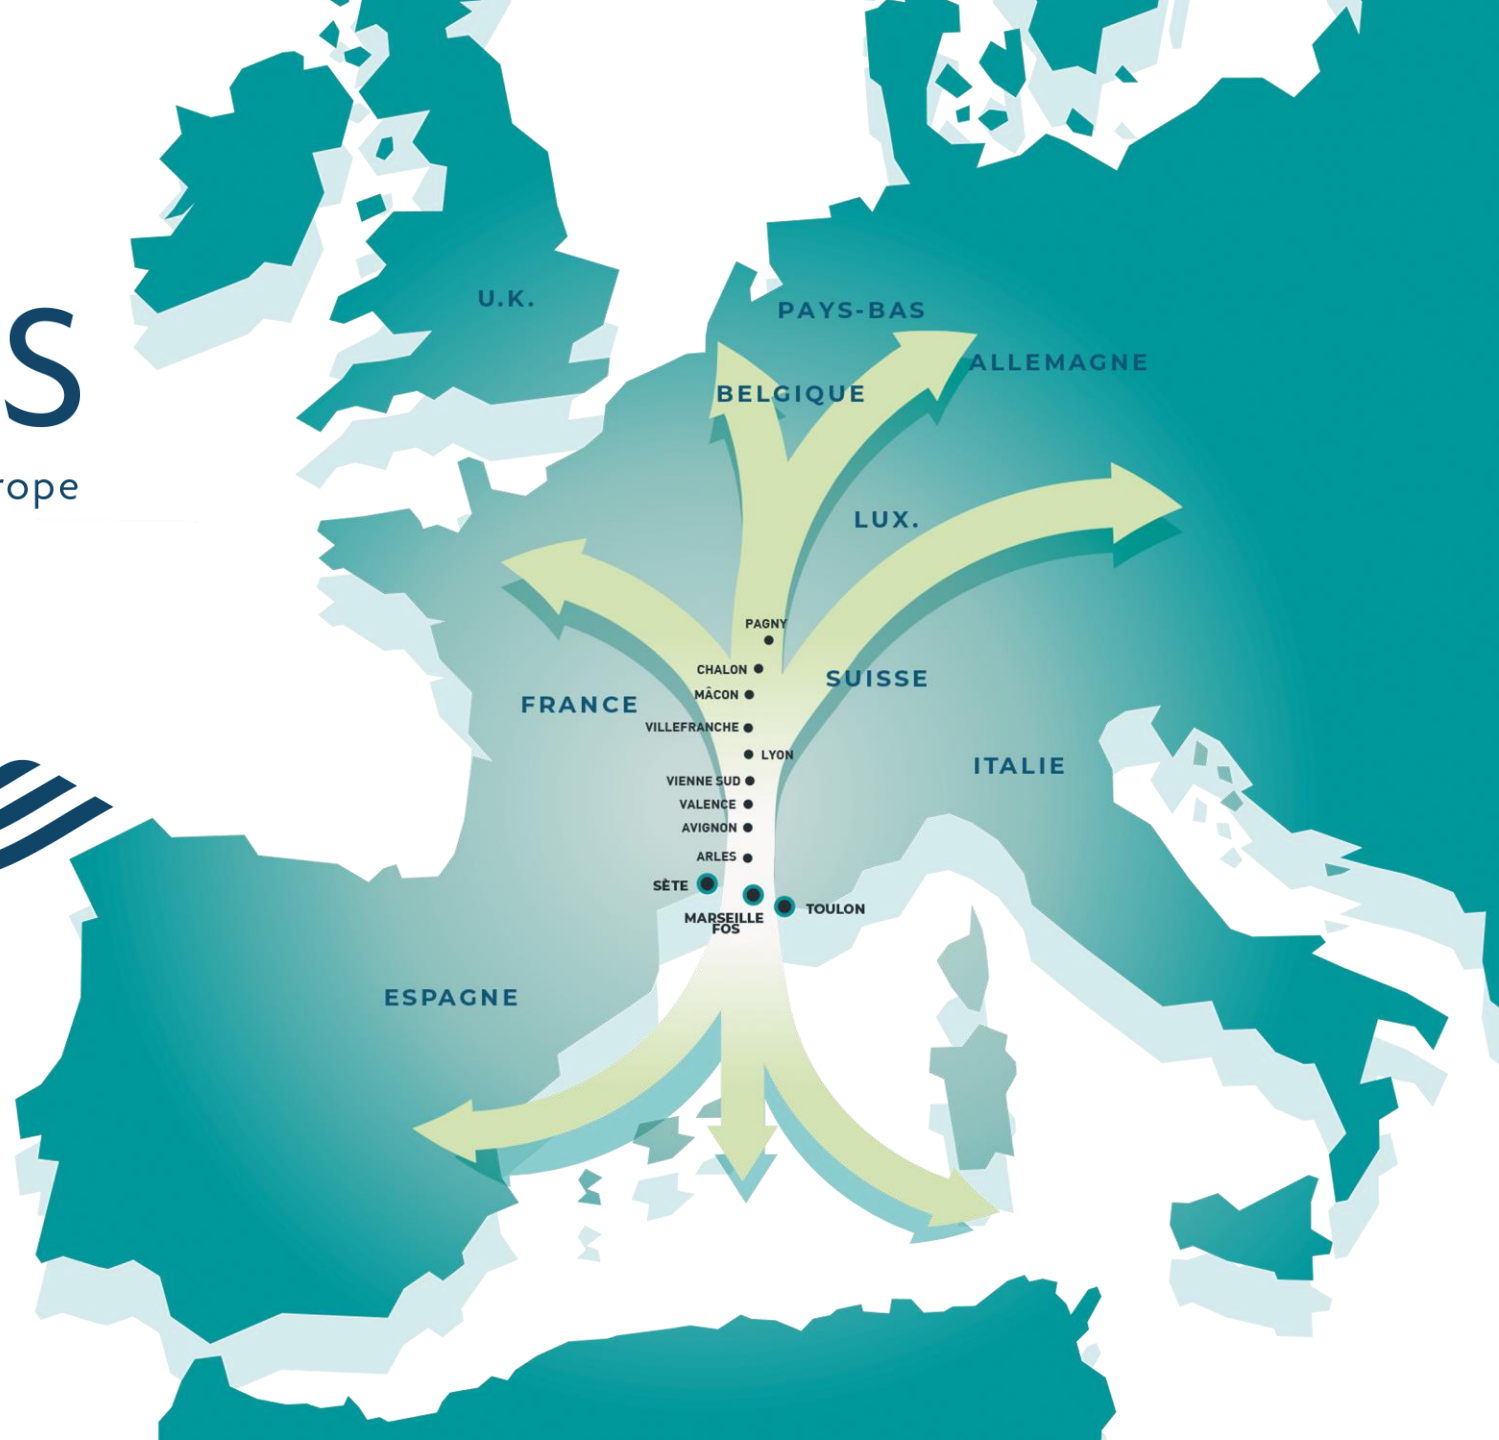 U.K.
PAYS-BAS
ALLEMAGNE
BELGIQUE
S
rope
LUX.
PAGNY
CHALON
SUISSE
MÂCON
FRANCE
VILLEFRANCHE
LYON
ITALIE
VIENNE SUD
VALENCE
AVIGNON
ARLES
SÈTE
TOULON
MARSEILLE
FOS
ESPAGNE